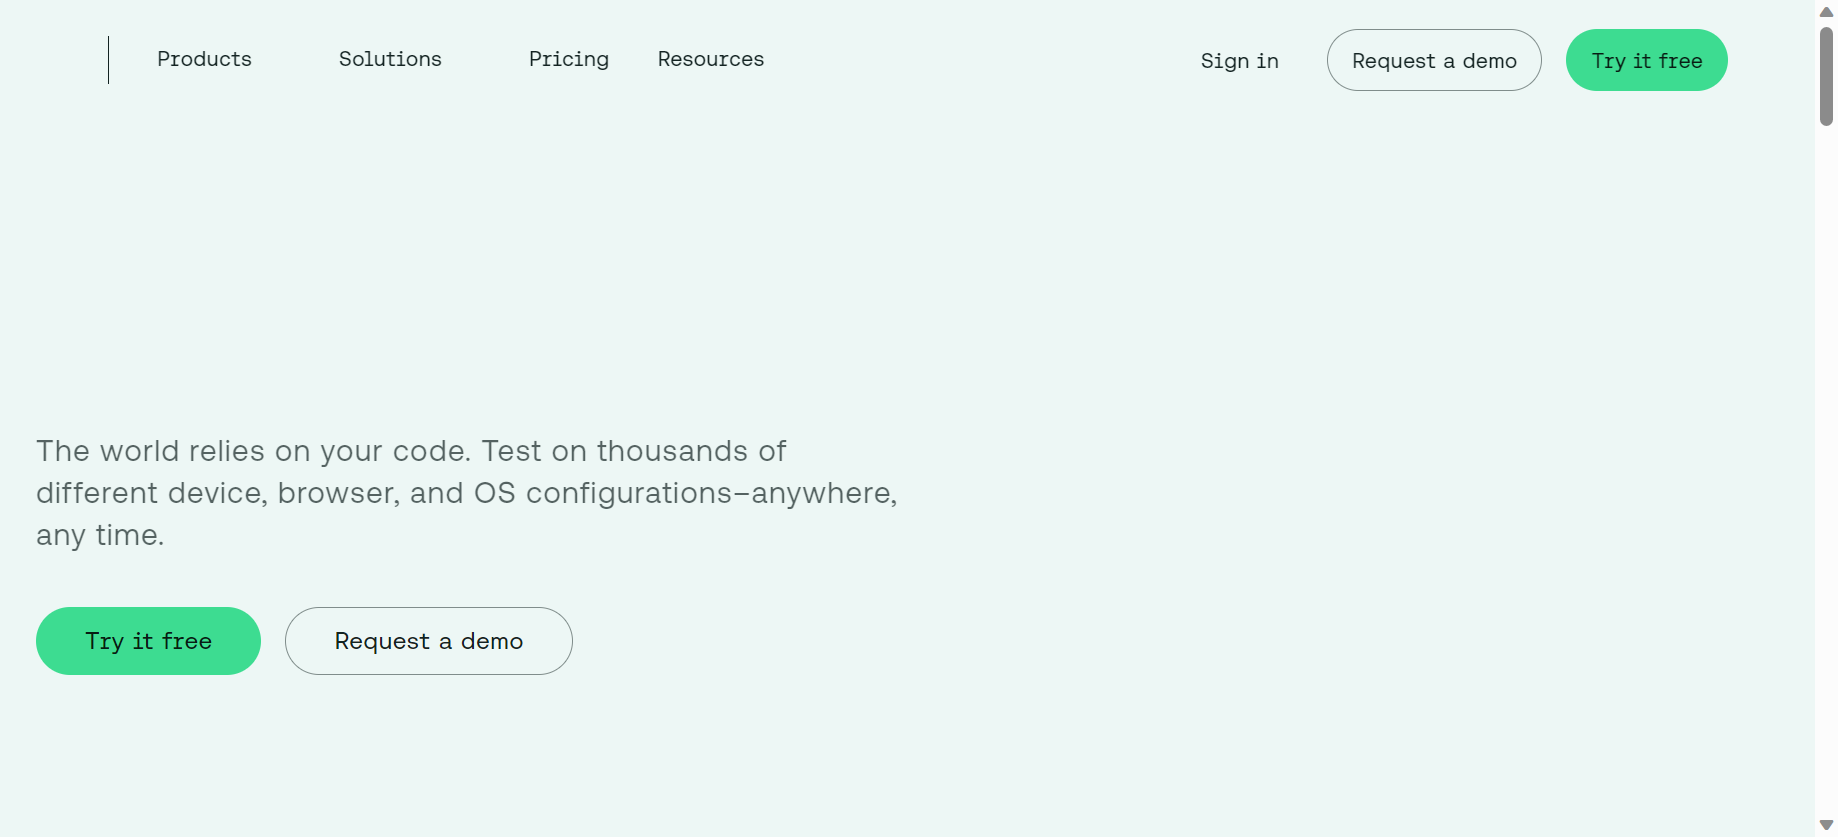 Products
Solutions
Pricing
Resources
Sign in
Request a demo
Try it free
The world relies on your code. Test on thousands of
different device, browser, and OS configurations–anywhere,
any time.
Try it free
Request a demo